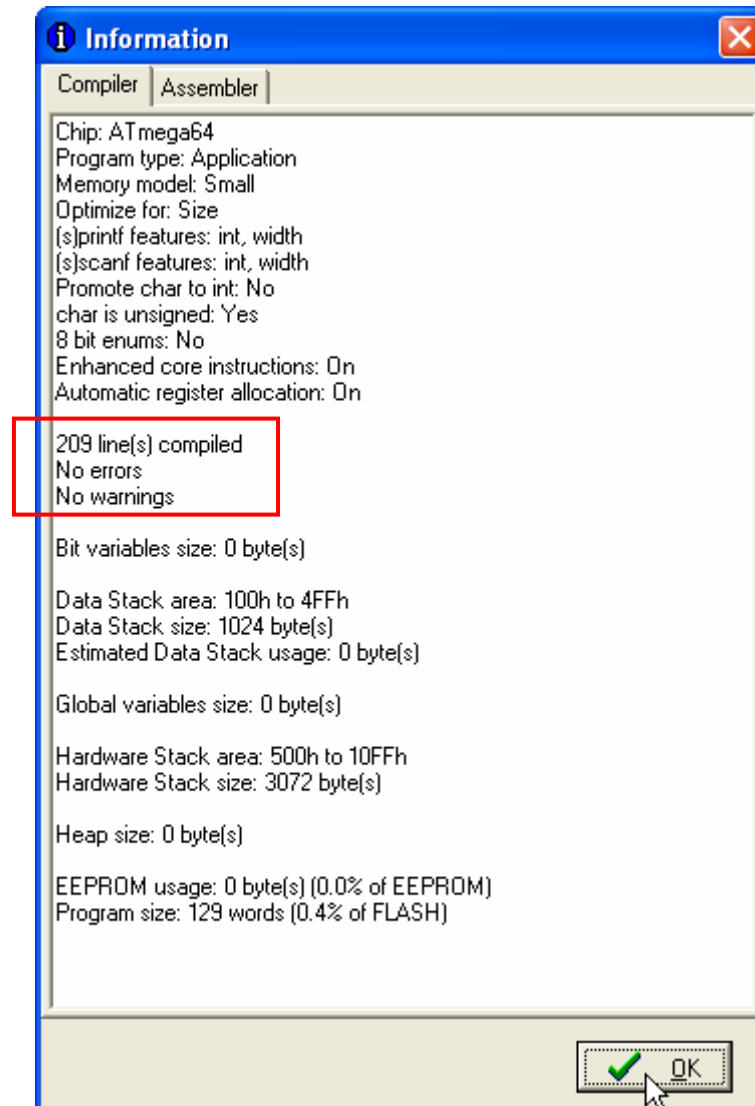 Information
Compiler Assembler
Chip: ATmega64
Program type: Application
Memory model: Small
Optimize for: Size
(s)printf features: int, width
(s)scanf features: int, width
Promote char to int: No
char is unsigned: Yes
8 bit enums: No
Enhanced core instructions: On
Automatic register allocation: On
209 line(s) compiled
No errors
No warnings
Bit variables size: 0 byte(s)
Data Stack area: 100h to 4FFh
Data Stack size: 1024 byte(s)
Estimated Data Stack usage: 0 byte(s)
Global variables size: 0 byte(s)
Hardware Stack area: 500h to 10FFh
Hardware Stack size: 3072 byte(s)
Heap size: 0 byte(s)
EEPROM usage: 0 byte(s) (0.0% of EEPROM)
Program size: 129 words (0.4% of FLASH)
OK